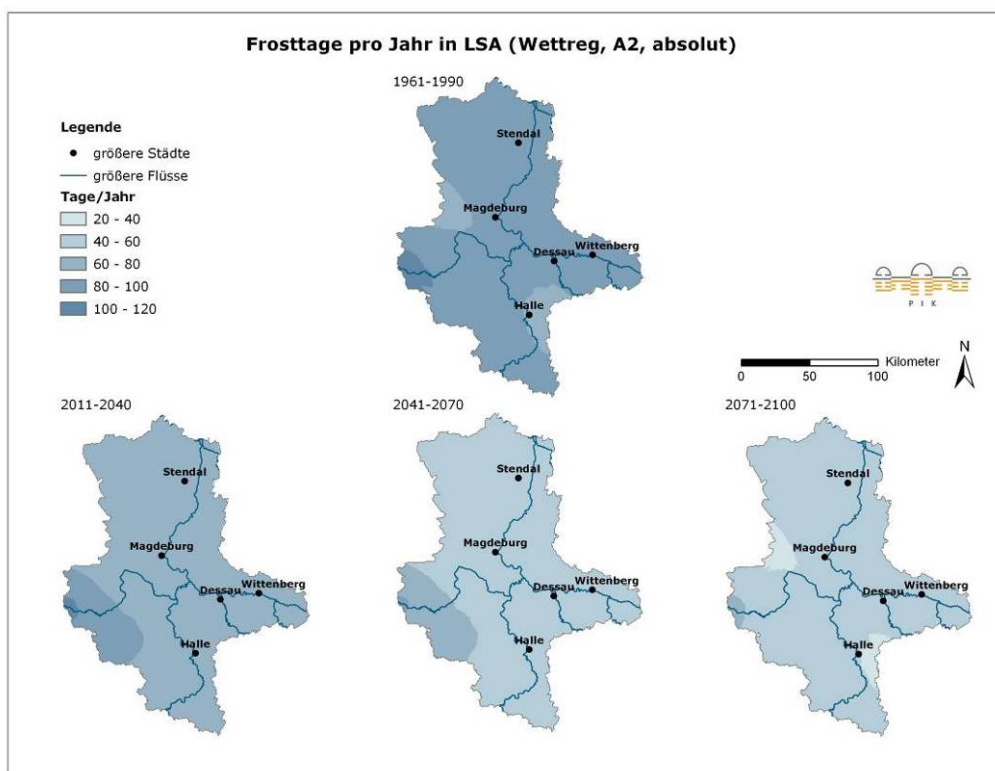 Frosttage pro Jahr in LSA (Wettreg, A2, absolut)
1961-1990
Legende
größere Städte
größere Flüsse
Tage/Jahr
20 - 40
40 - 60
60 - 80
80 - 100
100 - 120
Stendal
Magdeburg
Dessau
Wittenberg
Halle
P I K
Kilometer
0 50 100
N
2011-2040
Stendal
Magdeburg
Dessau
Wittenberg
Halle
2041-2070
Stendal
Magdeburg
Dessau
Wittenberg
Halle
2071-2100
Stendal
Magdeburg
Dessau
Wittenberg
Halle